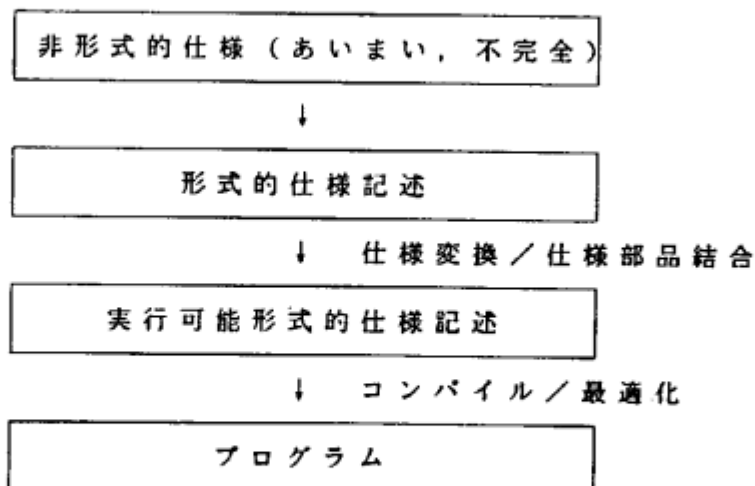 非形式的仕様（あいまい，不完全）
↓
形式的仕様記述
↓ 仕様変換／仕様部品結合
実行可能形式的仕様記述
↓ コンパイル／最適化
プログラム